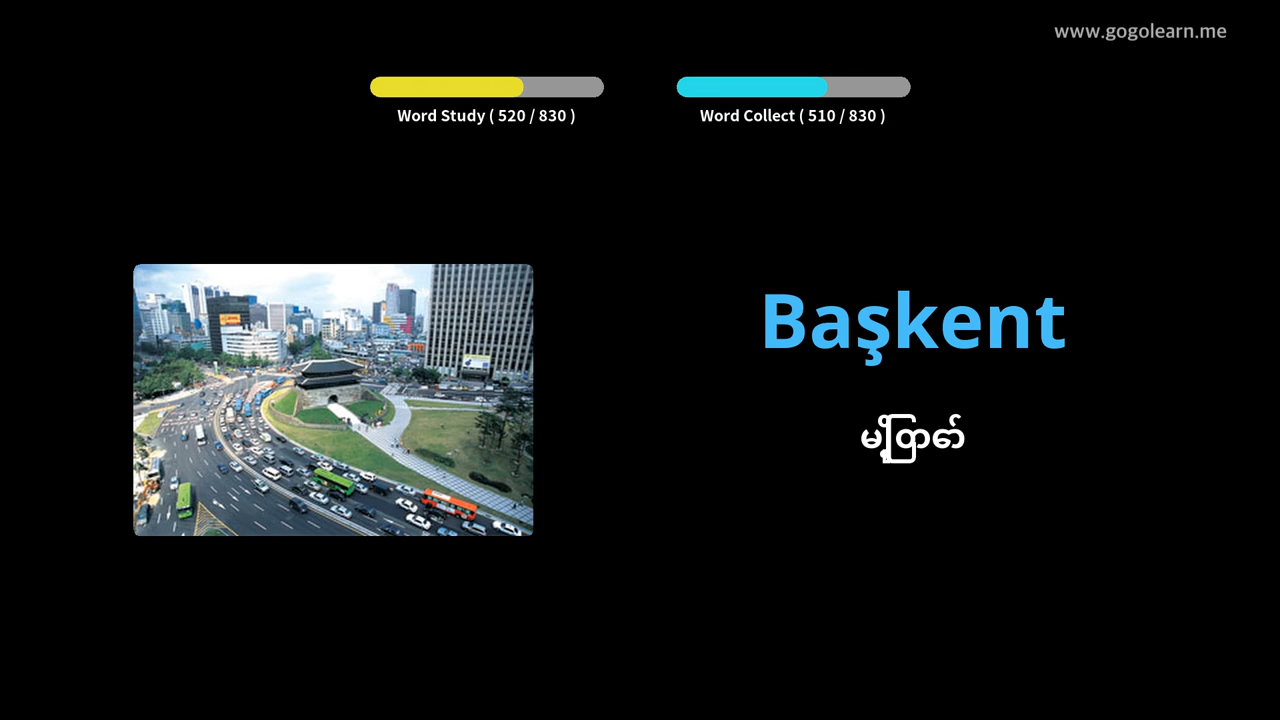 www.gogolearn.me
Word Study ( 520 / 830 )
Word Collect ( 510 / 830 )
Başkent
မြို့တော်